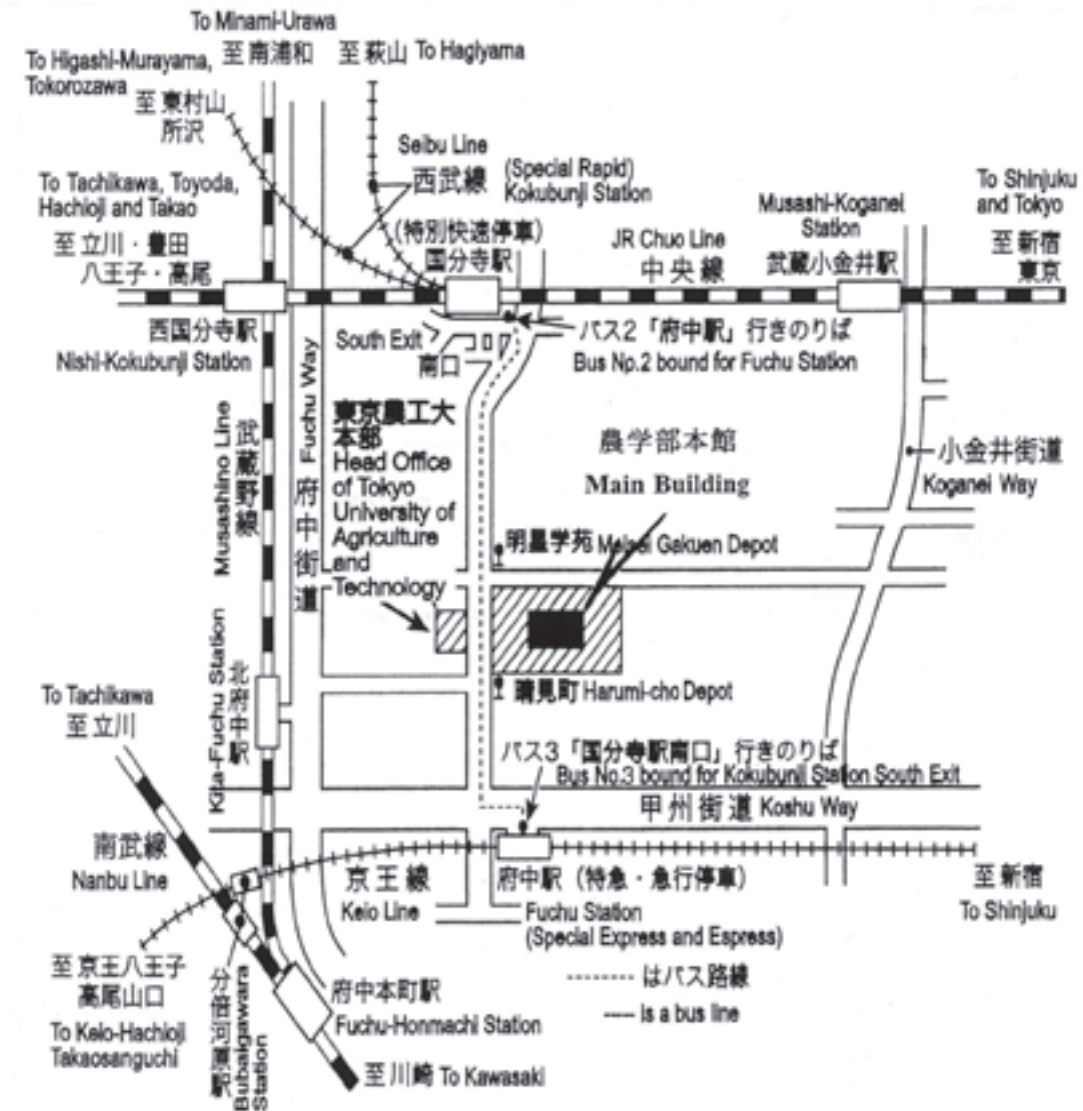 To Minami-Urawa
至 南浦和
至 萩山 To Hagiyama
To Higashi-Murayama,
Tokorozawa
至 東村山
所沢
Seibu Line
西武線
(Special Rapid)
Kokubunji Station
(特別快速停車)
国分寺駅
To Tachikawa, Toyoda,
Hachioji and Takao
至 立川・豊田
八王子・高尾
JR Chuo Line
中央線
Musashi-Koganei
Station
武蔵小金井駅
To Shinjuku
and Tokyo
至 新宿
東京
西国分寺駅
Nishi-Kokubunji Station
South Exit
南口
バス2「府中駅」行きのりば
Bus Np.2 bound for Fuchu Station
Musashino Line
武蔵野線
Fuchu Way
府中街道
東京農工大
本部
Head Office
of Tokyo
University of
Agriculture
and
Technology
農学部本館
Main Building
小金井街道
Koganei Way
明星学苑 Meisei Gakuen Depot
Kita-Fuchu Station
北府中駅
晴見町 Harumi-cho Depot
To Tachikawa
至 立川
バス3「国分寺駅南口」行きのりば
Bus No.3 bound for Kokubunji Station South Exit
甲州街道 Koshu Way
南武線
Nanbu Line
京王線
Keio Line
府中駅(特急・急行停車)
Fuchu Station
(Special Express and Espress)
至 新宿
To Shinjuku
至 京王八王子
高尾山口
To Keio-Hachioji
Takaosanguchi
分倍河原駅
Bubaigawara
Station
府中本町駅
Fuchu-Honmachi Station
はバス路線
is a bus line
至 川崎 To Kawasaki